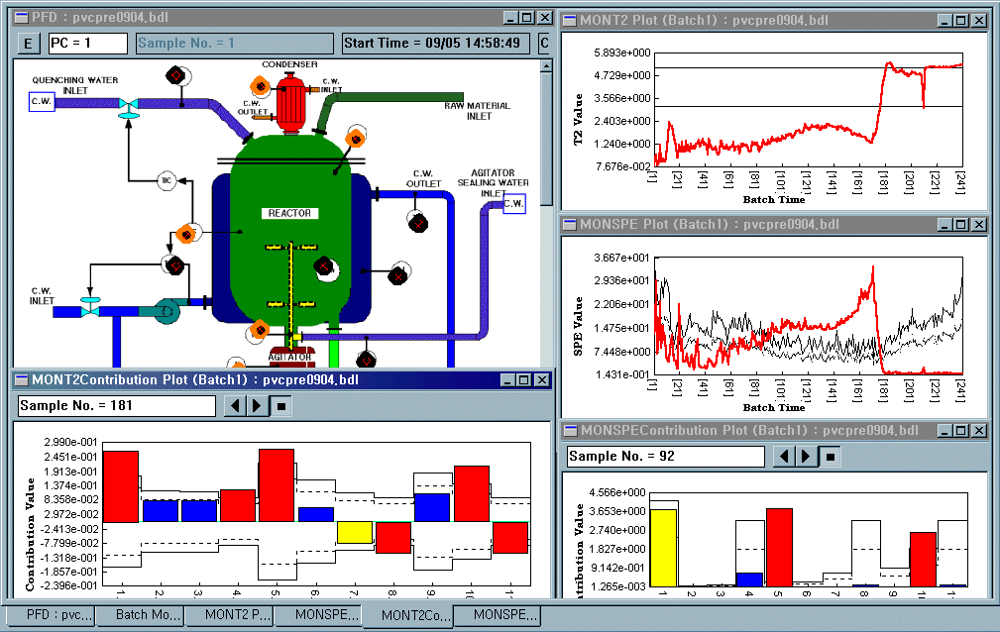 PFD : pvcpre0904.bdl
E
PC = 1
Sample No. = 1
Start Time = 09/05 14:58:49
C
QUENCHING WATER
INLET
C.W.
CONDENSER
C.W.
INLET
C.W.
OUTLET
RAW MATERIAL
INLET
TIC
C.W.
OUTLET
AGITATOR
SEALING WATER
INLET
C.W.
REACTOR
C.W.
INLET
AGITATOR
MONT2 Plot (Batch1) : pvcpre0904.bdl
T2 Value
5.893e+000
4.729e+000
3.566e+000
2.403e+000
1.240e+000
7.676e-002
[1] [21] [41] [61] [81] [101] [121] [141] [161] [181] [201] [221] [241]
Batch Time
MONSPE Plot (Batch1) : pvcpre0904.bdl
SPE Value
3.667e-001
2.936e-001
2.206e-001
1.475e-001
7.448e-002
1.431e-001
[1] [21] [41] [61] [81] [101] [121] [141] [161] [181] [201] [221] [241]
Batch Time
MONT2Contribution Plot (Batch1) : pvcpre0904.bdl
Sample No. = 181
Contribution Value
2.990e-001
2.451e-001
1.913e-001
1.374e-001
8.358e-002
2.972e-002
-2.413e-002
-7.799e-002
-1.318e-001
-1.857e-001
-2.396e-001
1. 2. 3. 4. 5. 6. 7. 8. 9.
MONSPEContribution Plot (Batch1) : pvcpre0904.bdl
Sample No. = 92
ntribution Value
4.566e+000
3.653e+000
2.740e+000
1.827e+000
9.142e-001
1.265e-003
1 2 3 4 5 6 7 8 9
PFD : pvc...
Batch Mo...
MONT2 P...
MONSPE...
MONT2Co...
MONSPE...